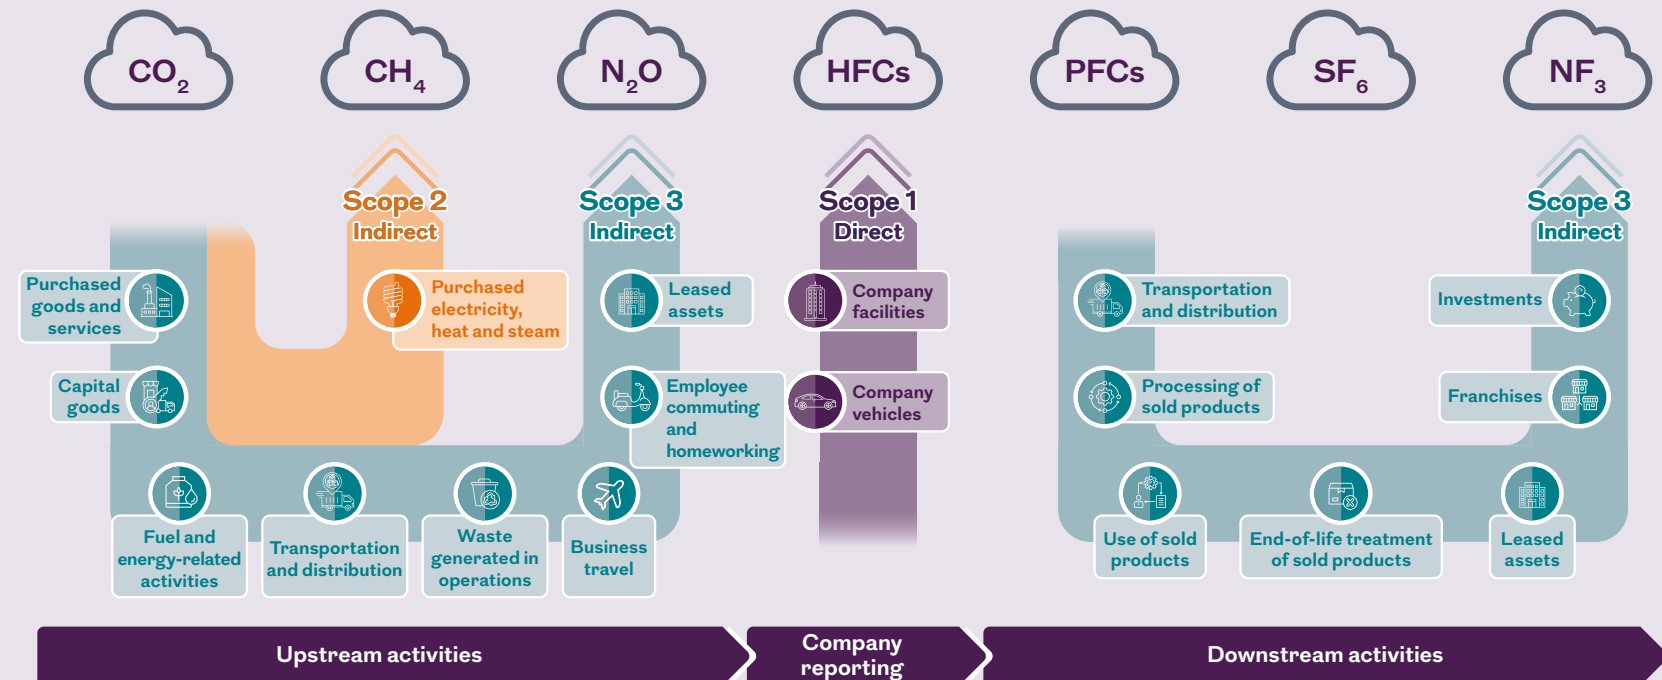 CO2
CH4
N2O
HFCs
PFCs
SF6
NF3
Scope 2
Indirect
Scope 3
Indirect
Scope 1
Direct
Scope 3
Indirect
Purchased
goods and
services
Purchased
electricity,
heat and steam
Leased
assets
Company
facilities
Transportation
and distribution
Investments
Capital
goods
Employee
commuting
and
homeworking
Company
vehicles
Processing of
sold products
Franchises
Fuel and
energy-related
activities
Transportation
and distribution
Waste
generated in
operations
Business
travel
Use of sold
products
End-of-life treatment
of sold products
Leased
assets
Upstream activities
Company
reporting
Downstream activities